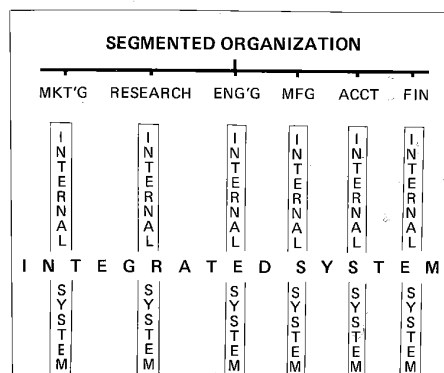 SEGMENTED ORGANIZATION
MKT'G RESEARCH ENG'G MFG ACCT FIN
INTERNAL INTERNAL INTERNAL INTERNAL INTERNAL INTERNAL
INTEGRATED SYSTEM
SYSTEM SYSTEM SYSTEM SYSTEM SYSTEM SYSTEM